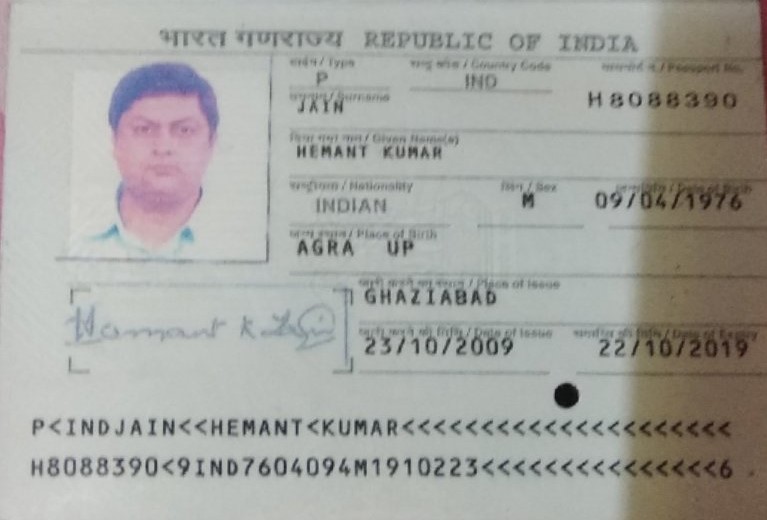 भारत गणराज्य REPUBLIC OF INDIA
टाईप / Type
P
राष्ट्र कोड / Country Code
IND
पासपोर्ट न. / Passport No.
H8088390
उपनाम / Surname
JAIN
दिया गया नाम / Given Name(s)
HEMANT KUMAR
राष्ट्रीयता / Nationality
INDIAN
लिंग / Sex
M
जन्मतिथि / Date of Birth
09/04/1976
जन्म स्थान / Place of Birth
AGRA UP
जारी करने का स्थान / Place of Issue
GHAZIABAD
Hemant K Jain
जारी करने की तिथि / Date of Issue
23/10/2009
समाप्ति की तिथि / Date of Expiry
22/10/2019
P<INDJAIN<<HEMANT<KUMAR<<<<<<<<<<<<<<<<<<<<<
H8088390<9IND7604094M1910223<<<<<<<<<<<<<<<6